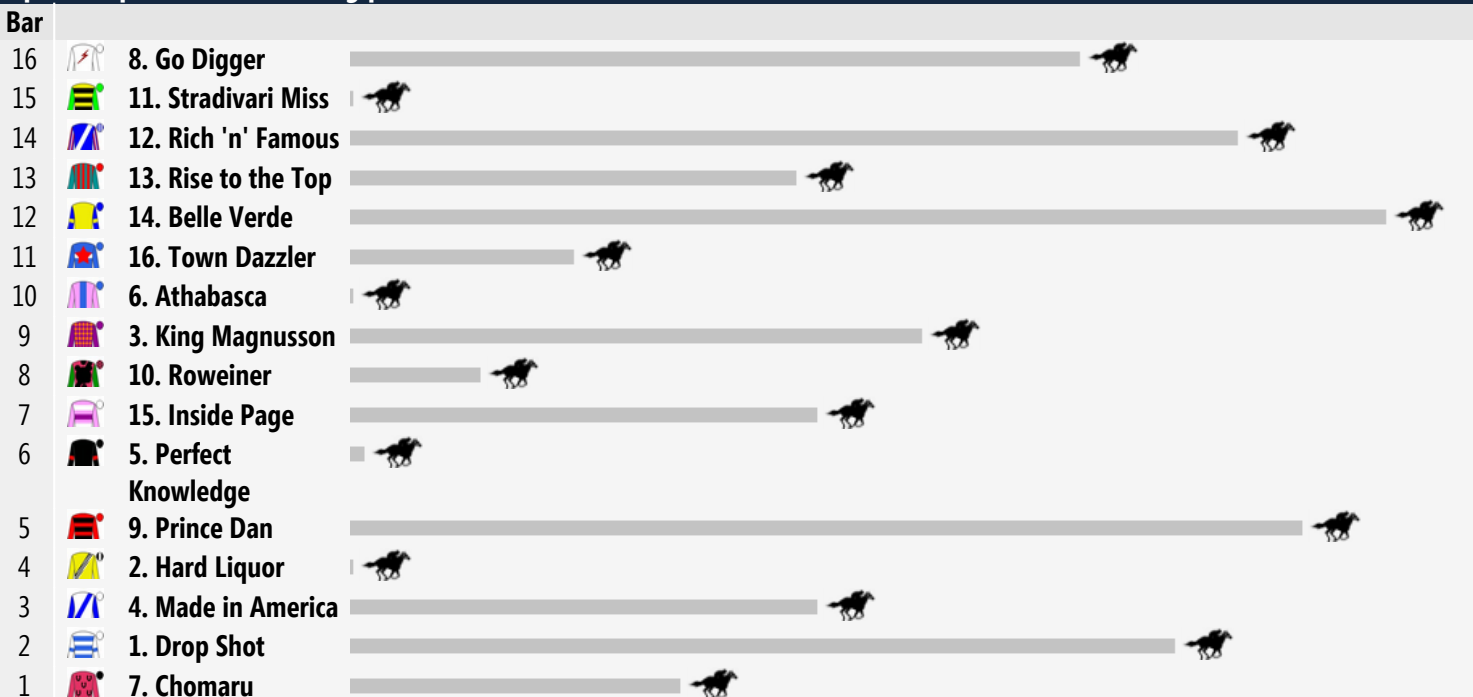 Bar
16 8. Go Digger
15 11. Stradivari Miss
14 12. Rich 'n' Famous
13 13. Rise to the Top
12 14. Belle Verde
11 16. Town Dazzler
10 6. Athabasca
9 3. King Magnusson
8 10. Roweiner
7 15. Inside Page
6 5. Perfect
Knowledge
5 9. Prince Dan
4 2. Hard Liquor
3 4. Made in America
2 1. Drop Shot
1 7. Chomaru